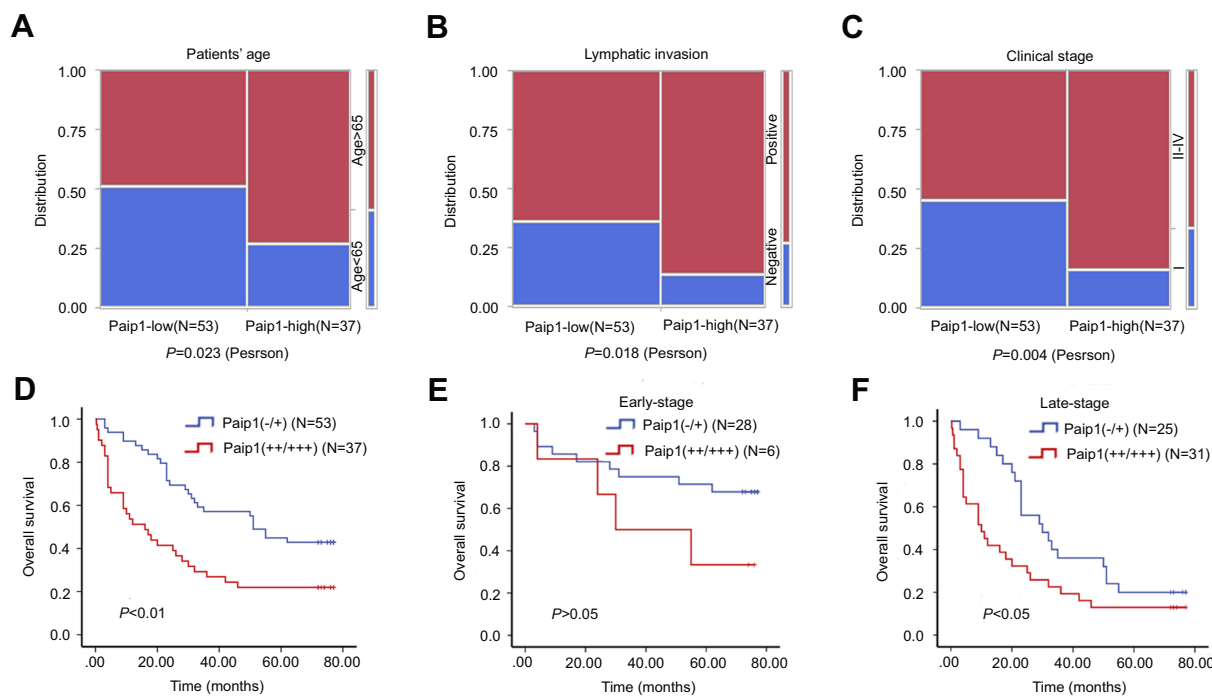 A
Patients' age
1.00
0.75
0.50
0.25
0.00
Distribution
Age>65
Age<65
Paip1-low(N=53)
Paip1-high(N=37)
P=0.023 (Pesrson)
B
Lymphatic invasion
1.00
0.75
0.50
0.25
0.00
Distribution
Positive
Negative
Paip1-low(N=53)
Paip1-high(N=37)
P=0.018 (Pesrson)
C
Clinical stage
1.00
0.75
0.50
0.25
0.00
Distribution
II-IV
I
Paip1-low(N=53)
Paip1-high(N=37)
P=0.004 (Pesrson)
D
Paip1(-/+) (N=53)
Paip1(++/+++) (N=37)
1.0
0.8
0.6
0.4
0.2
0.0
Overall survival
P<0.01
.00 20.00 40.00 60.00 80.00
Time (months)
E
Early-stage
Paip1(-/+) (N=28)
Paip1(++/+++) (N=6)
1.0
0.8
0.6
0.4
0.2
0.0
Overall survival
P>0.05
.00 20.00 40.00 60.00 80.00
Time (months)
F
Late-stage
Paip1(-/+) (N=25)
Paip1(++/+++) (N=31)
1.0
0.8
0.6
0.4
0.2
0.0
Overall survival
P<0.05
.00 20.00 40.00 60.00 80.00
Time (months)